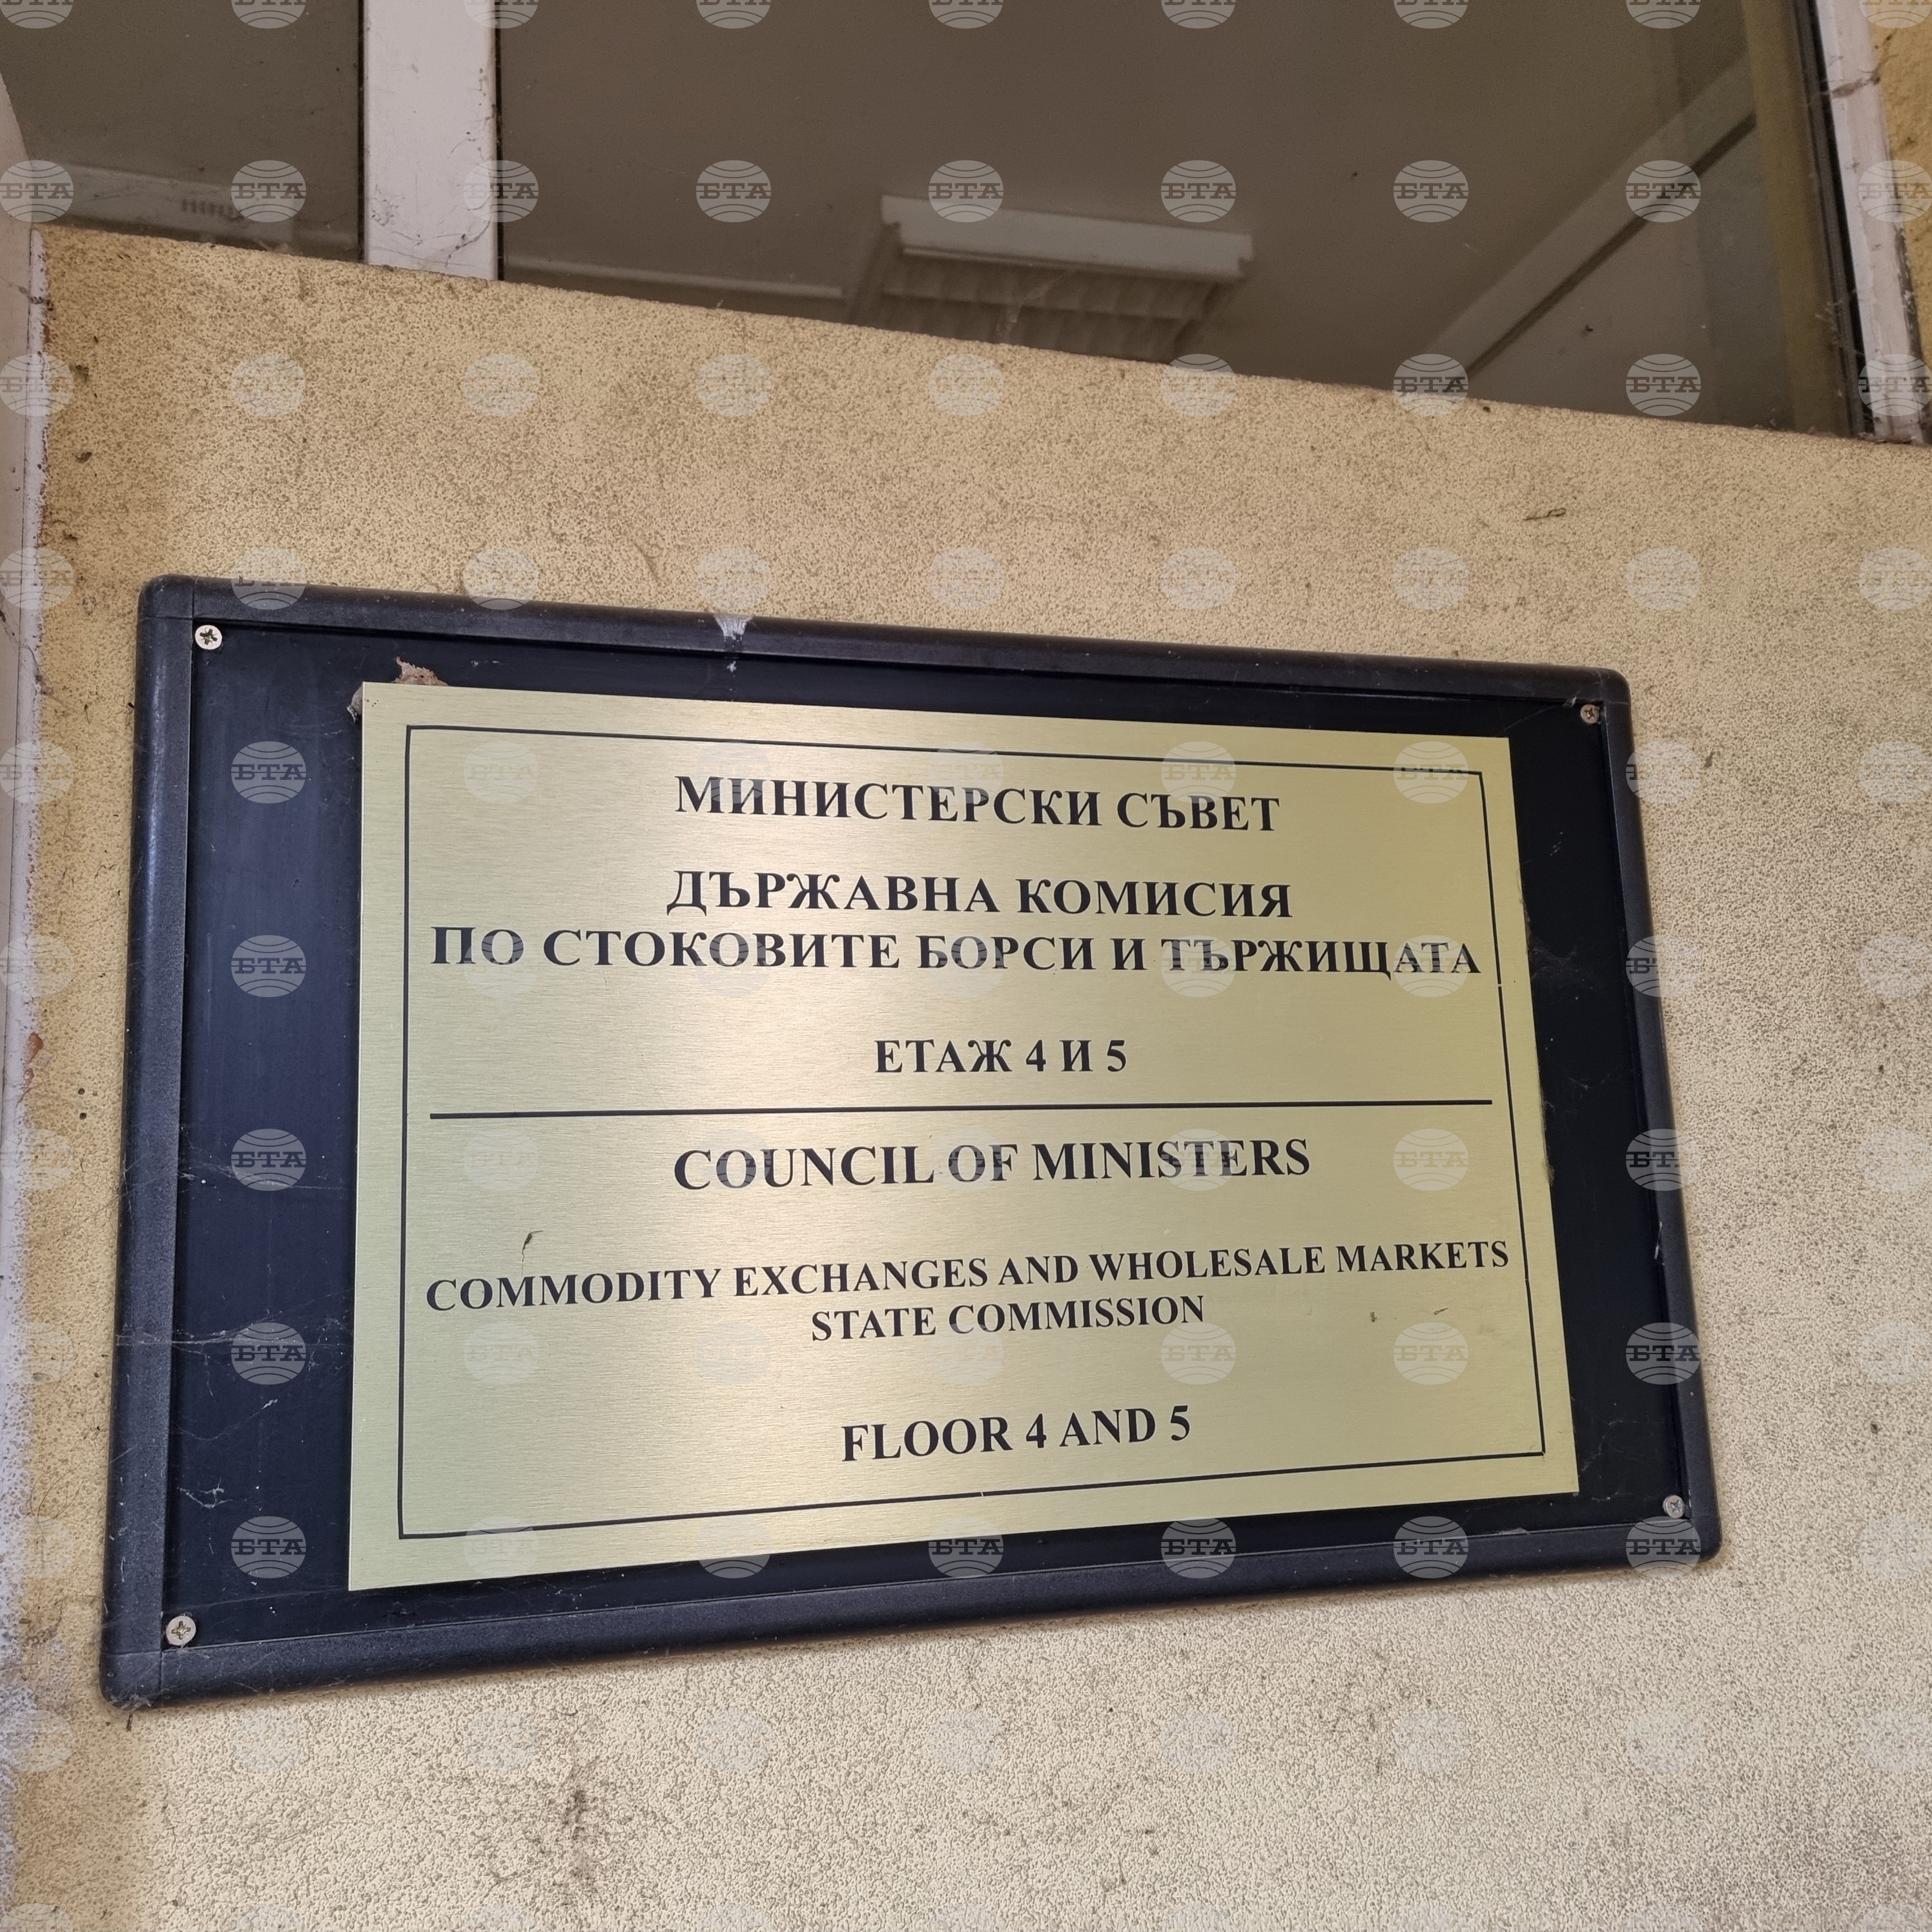 МИНИСТЕРСКИ СЪВЕТ
ДЪРЖАВНА КОМИСИЯ
ПО СТОКОВИТЕ БОРСИ И ТЪРЖИЩАТА
ЕТАЖ 4 И 5
COUNCIL OF MINISTERS
COMMODITY EXCHANGES AND WHOLESALE MARKETS
STATE COMMISSION
FLOOR 4 AND 5
БТА